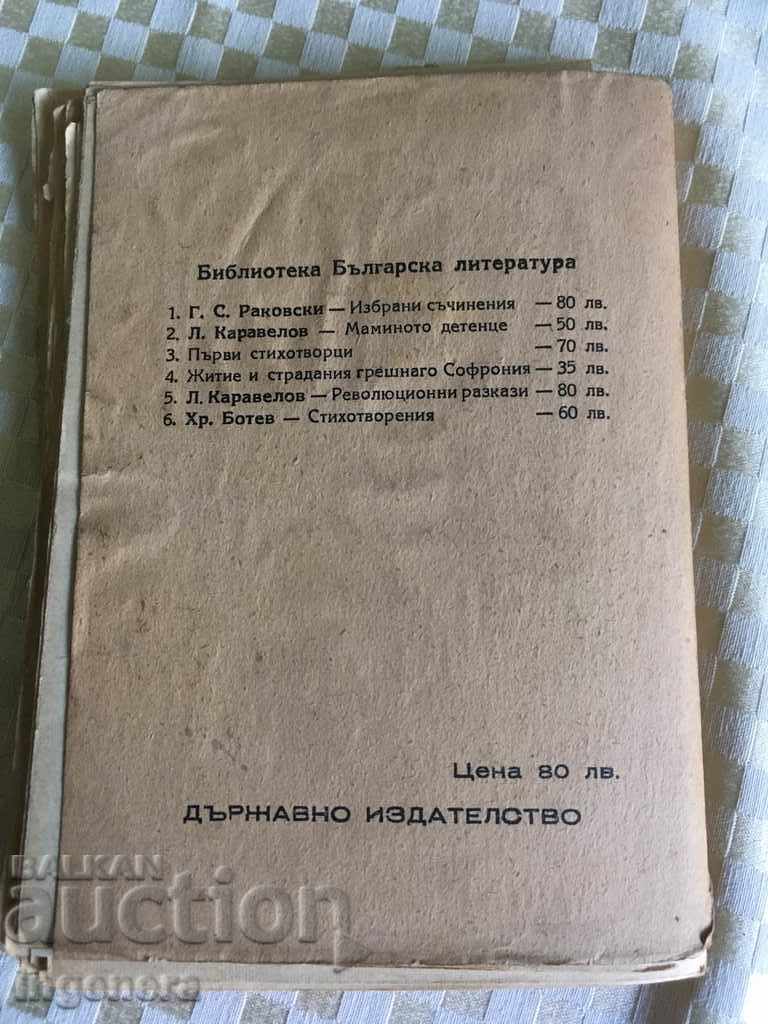 Библиотека Българска литература
1. Г. С. Раковски — Избрани съчинения — 80 лв.
2. Л. Каравелов — Маминото детенце — 50 лв.
3. Първи стихотворци — 70 лв.
4. Житие и страдания грешнаго Софрония — 35 лв.
5. Л. Каравелов — Революционни разкази — 80 лв.
6. Хр. Ботев — Стихотворения — 60 лв.
Цена 80 лв.
ДЪРЖАВНО ИЗДАТЕЛСТВО
BALKAN
auction
ingenera